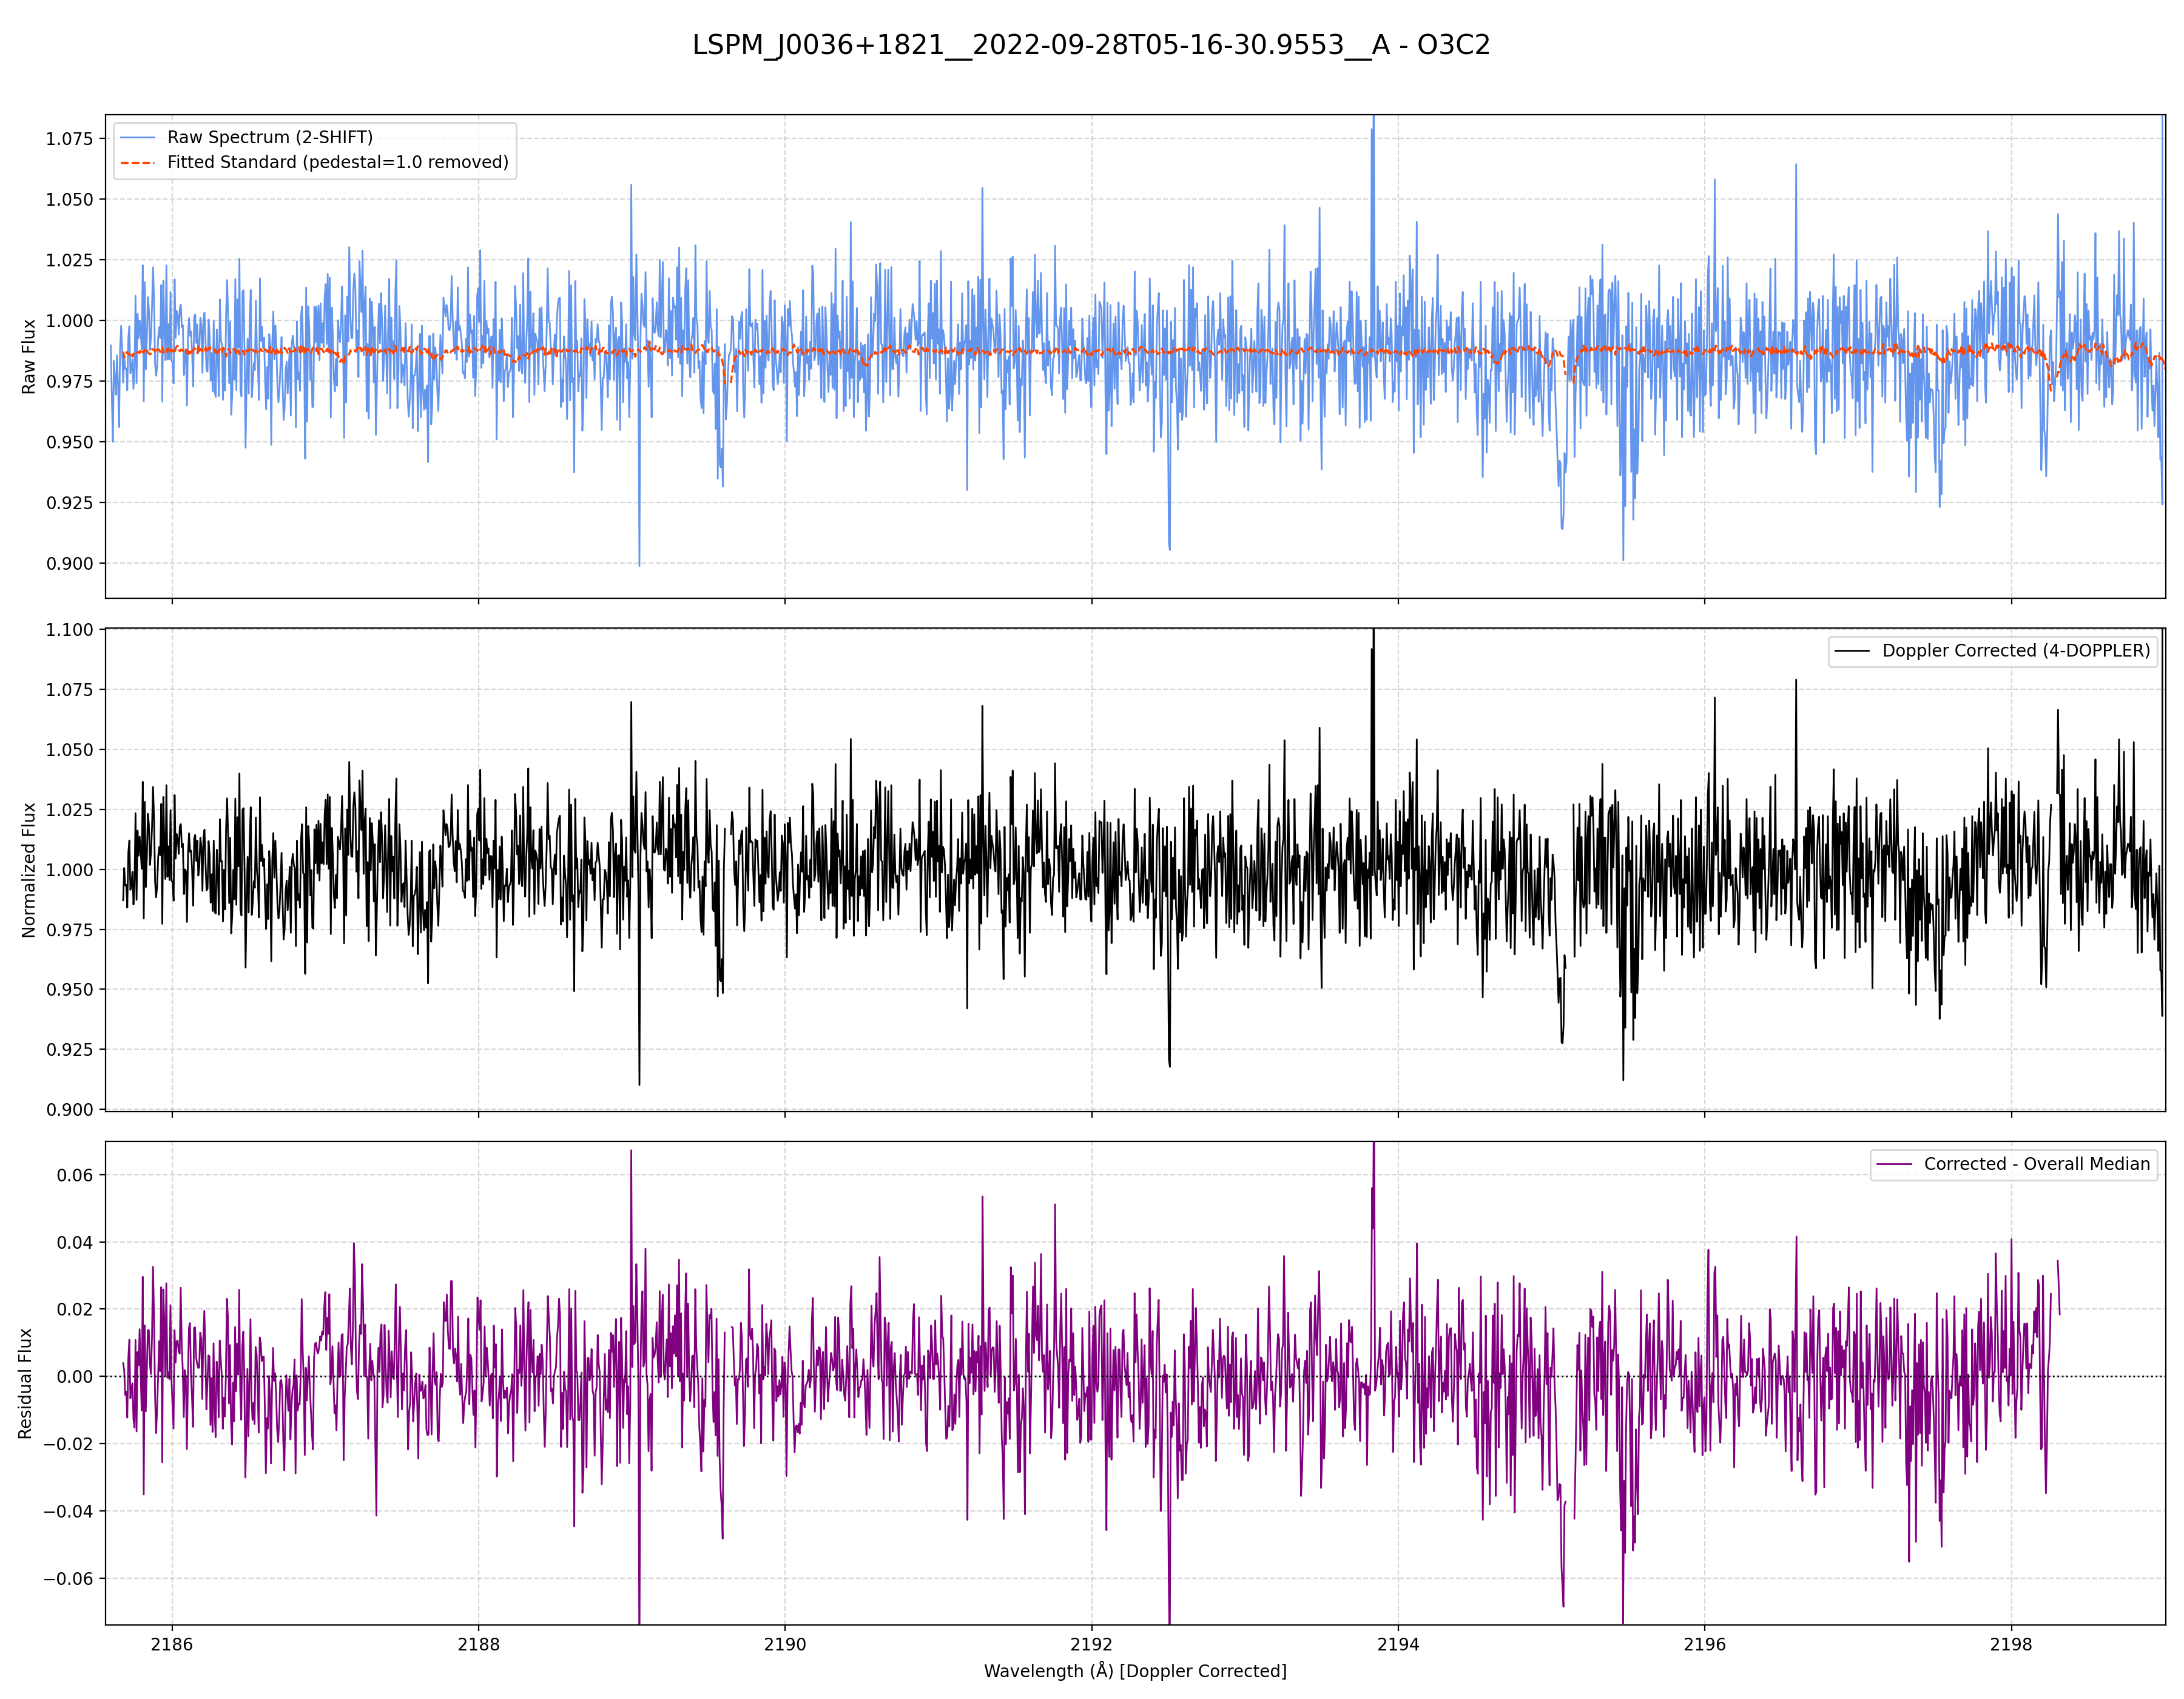 LSPM_J0036+1821__2022-09-28T05-16-30.9553__A - O3C2
Raw Spectrum (2-SHIFT)
Fitted Standard (pedestal=1.0 removed)
Raw Flux
1.075
1.050
1.025
1.000
0.975
0.950
0.925
0.900
Doppler Corrected (4-DOPPLER)
Normalized Flux
1.100
1.075
1.050
1.025
1.000
0.975
0.950
0.925
0.900
Corrected - Overall Median
Residual Flux
0.06
0.04
0.02
0.00
−0.02
−0.04
−0.06
2186 2188 2190 2192 2194 2196 2198
Wavelength (Å) [Doppler Corrected]